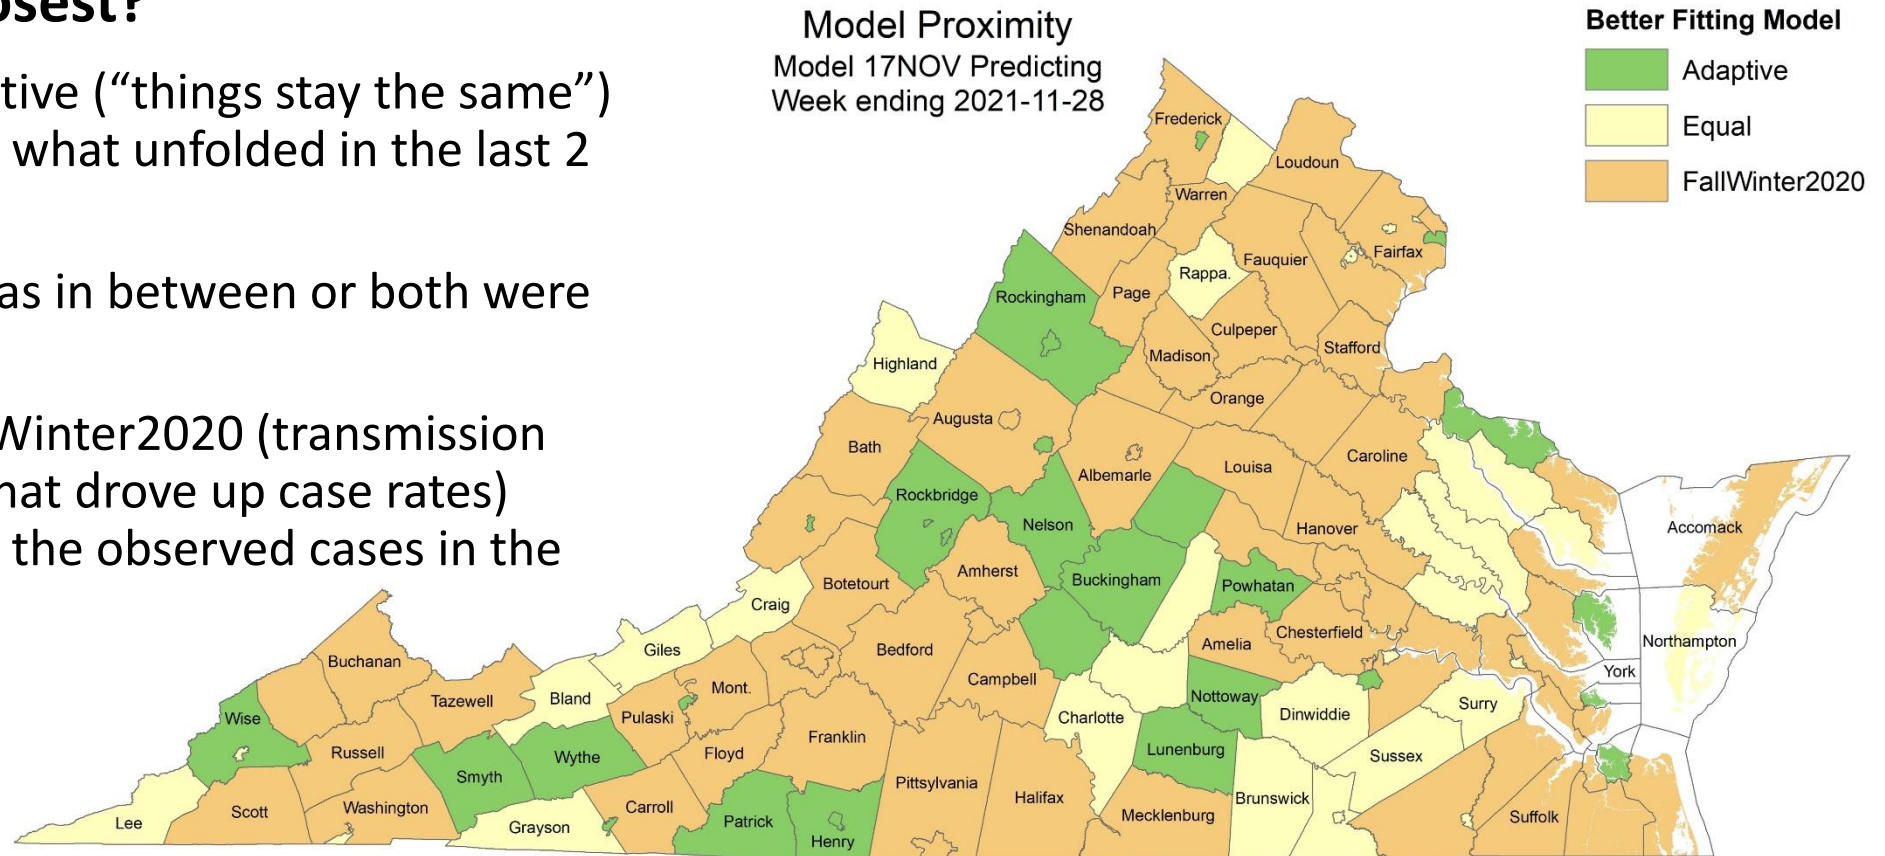 osest?
tive (“things stay the same”)
what unfolded in the last 2
as in between or both were
Winter2020 (transmission
hat drove up case rates)
the observed cases in the
Model Proximity
Model 17NOV Predicting
Week ending 2021-11-28
Better Fitting Model
Adaptive
Equal
FallWinter2020
Frederick
Loudoun
Warren
Shenandoah
Fairfax
Fauquier
Rappa.
Rockingham
Page
Culpeper
Stafford
Madison
Highland
Orange
Augusta
Bath
Caroline
Louisa
Albemarle
Rockbridge
Nelson
Hanover
Accomack
Amherst
Buckingham
Botetourt
Powhatan
Craig
Chesterfield
Northampton
Amelia
Giles
Bedford
Buchanan
York
Campbell
Mont.
Nottoway
Bland
Tazewell
Surry
Dinwiddie
Charlotte
Pulaski
Wise
Franklin
Lunenburg
Russell
Floyd
Wythe
Sussex
Smyth
Pittsylvania
Halifax
Brunswick
Carroll
Washington
Scott
Mecklenburg
Suffolk
Patrick
Lee
Grayson
Henry